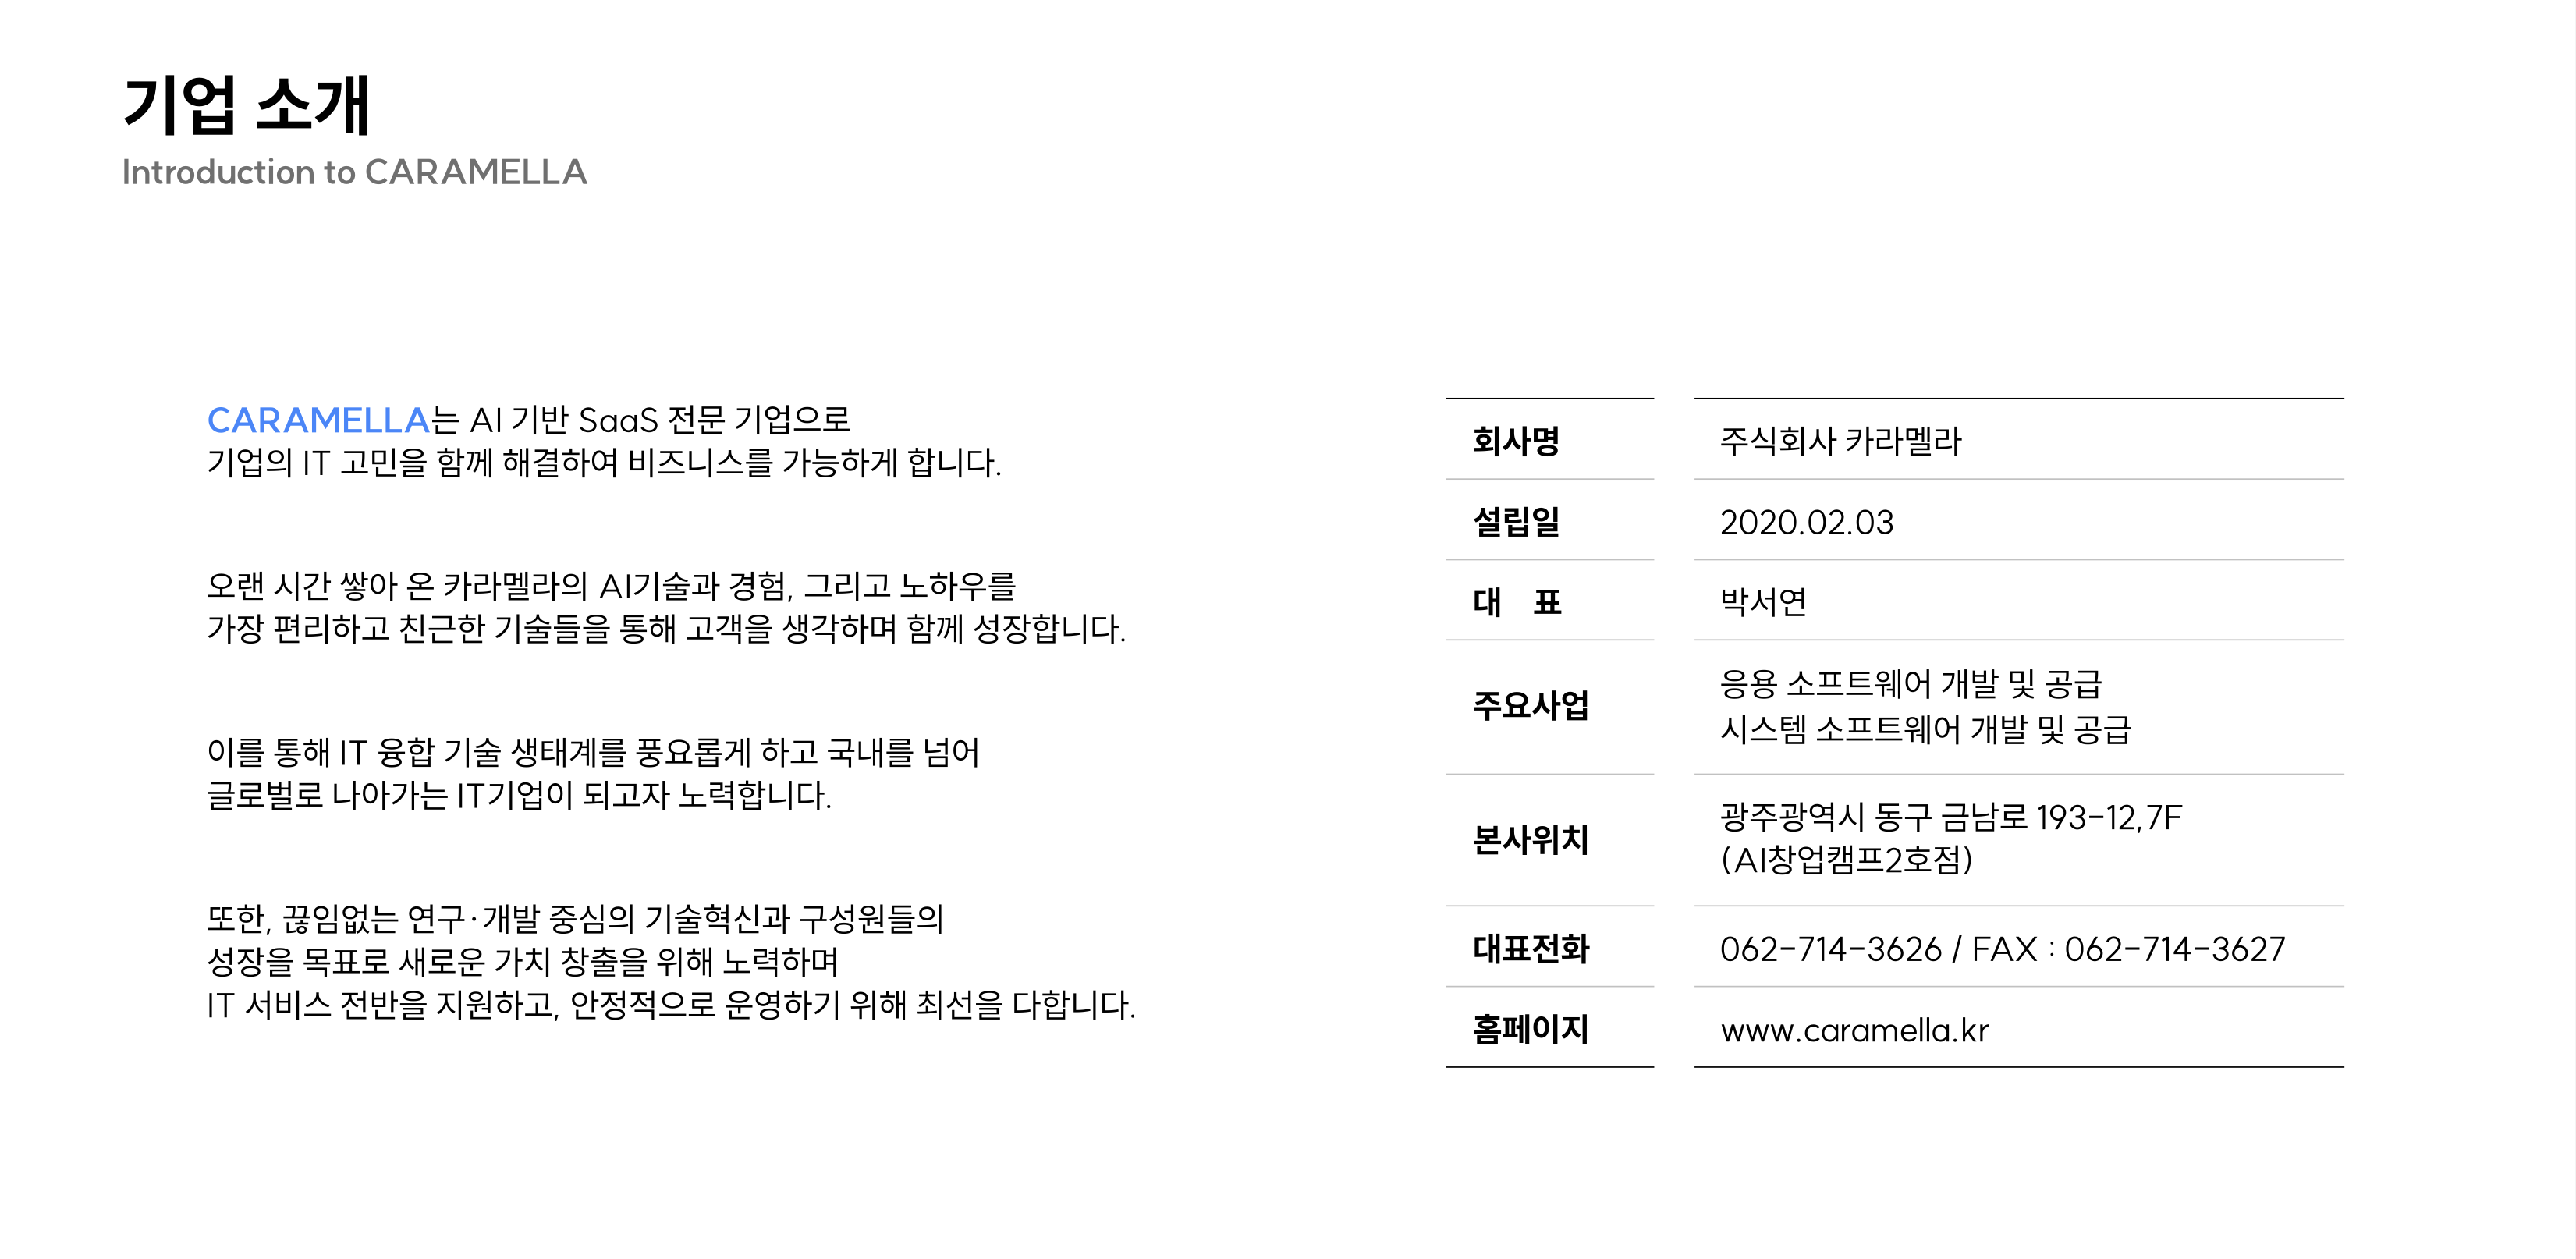 기업 소개
Introduction to CARAMELLA
CARAMELLA는 AI 기반 SaaS 전문 기업으로
기업의 IT 고민을 함께 해결하여 비즈니스를 가능하게 합니다.
오랜 시간 쌓아 온 카라멜라의 AI기술과 경험, 그리고 노하우를
가장 편리하고 친근한 기술들을 통해 고객을 생각하며 함께 성장합니다.
이를 통해 IT 융합 기술 생태계를 풍요롭게 하고 국내를 넘어
글로벌로 나아가는 IT기업이 되고자 노력합니다.
또한, 끊임없는 연구·개발 중심의 기술혁신과 구성원들의
성장을 목표로 새로운 가치 창출을 위해 노력하며
IT 서비스 전반을 지원하고, 안정적으로 운영하기 위해 최선을 다합니다.
회사명 주식회사 카라멜라
설립일 2020.02.03
대 표 박서연
주요사업 응용 소프트웨어 개발 및 공급
시스템 소프트웨어 개발 및 공급
본사위치 광주광역시 동구 금남로 193-12,7F
(AI창업캠프2호점)
대표전화 062-714-3626 / FAX : 062-714-3627
홈페이지 www.caramella.kr